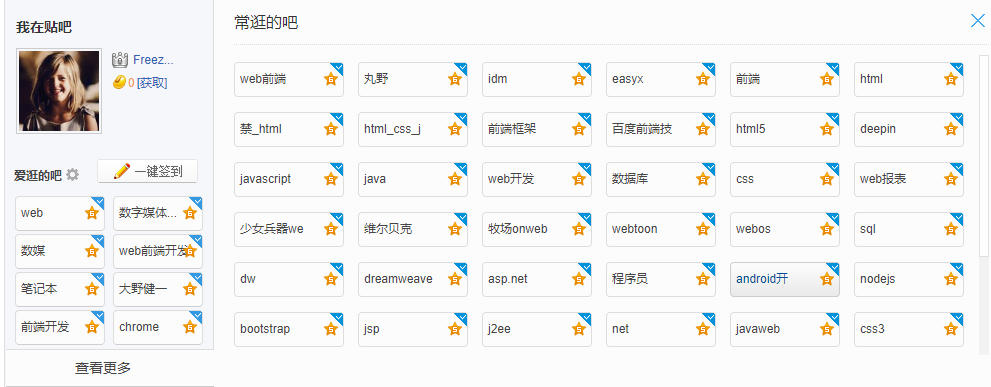 我在贴吧
Freez...
0 [获取]
爱逛的吧
一键签到
web 数字媒体...
数媒 web前端开发
笔记本 大野健一
前端开发 chrome
查看更多
常逛的吧
web前端 丸野 idm easyx 前端 html
禁_html html_css_j 前端框架 百度前端技 html5 deepin
javascript java web开发 数据库 css web报表
少女兵器we 维尔贝克 牧场onweb webtoon webos sql
dw dreamweave asp.net 程序员 android开 nodejs
bootstrap jsp j2ee net javaweb css3